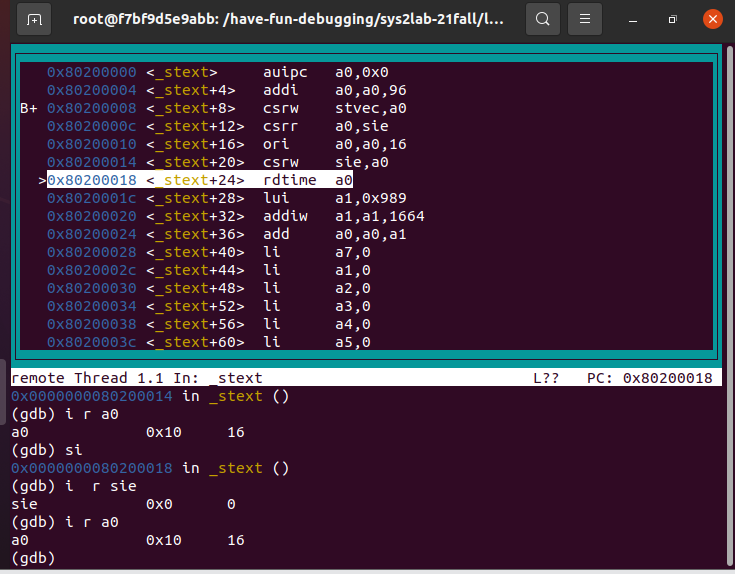 root@f7bf9d5e9abb: /have-fun-debugging/sys2lab-21fall/l...
0x80200000 <_stext> auipc a0,0x0
0x80200004 <_stext+4> addi a0,a0,96
B+ 0x80200008 <_stext+8> csrw stvec,a0
0x8020000c <_stext+12> csrr a0,sie
0x80200010 <_stext+16> ori a0,a0,16
0x80200014 <_stext+20> csrw sie,a0
>0x80200018 <_stext+24> rdtime a0
0x8020001c <_stext+28> lui a1,0x989
0x80200020 <_stext+32> addiw a1,a1,1664
0x80200024 <_stext+36> add a0,a0,a1
0x80200028 <_stext+40> li a7,0
0x8020002c <_stext+44> li a1,0
0x80200030 <_stext+48> li a2,0
0x80200034 <_stext+52> li a3,0
0x80200038 <_stext+56> li a4,0
0x8020003c <_stext+60> li a5,0
remote Thread 1.1 In: _stext L?? PC: 0x80200018
0x0000000080200014 in _stext ()
(gdb) i r a0
a0 0x10 16
(gdb) si
0x0000000080200018 in _stext ()
(gdb) i  r sie
sie 0x0 0
(gdb) i r a0
a0 0x10 16
(gdb)